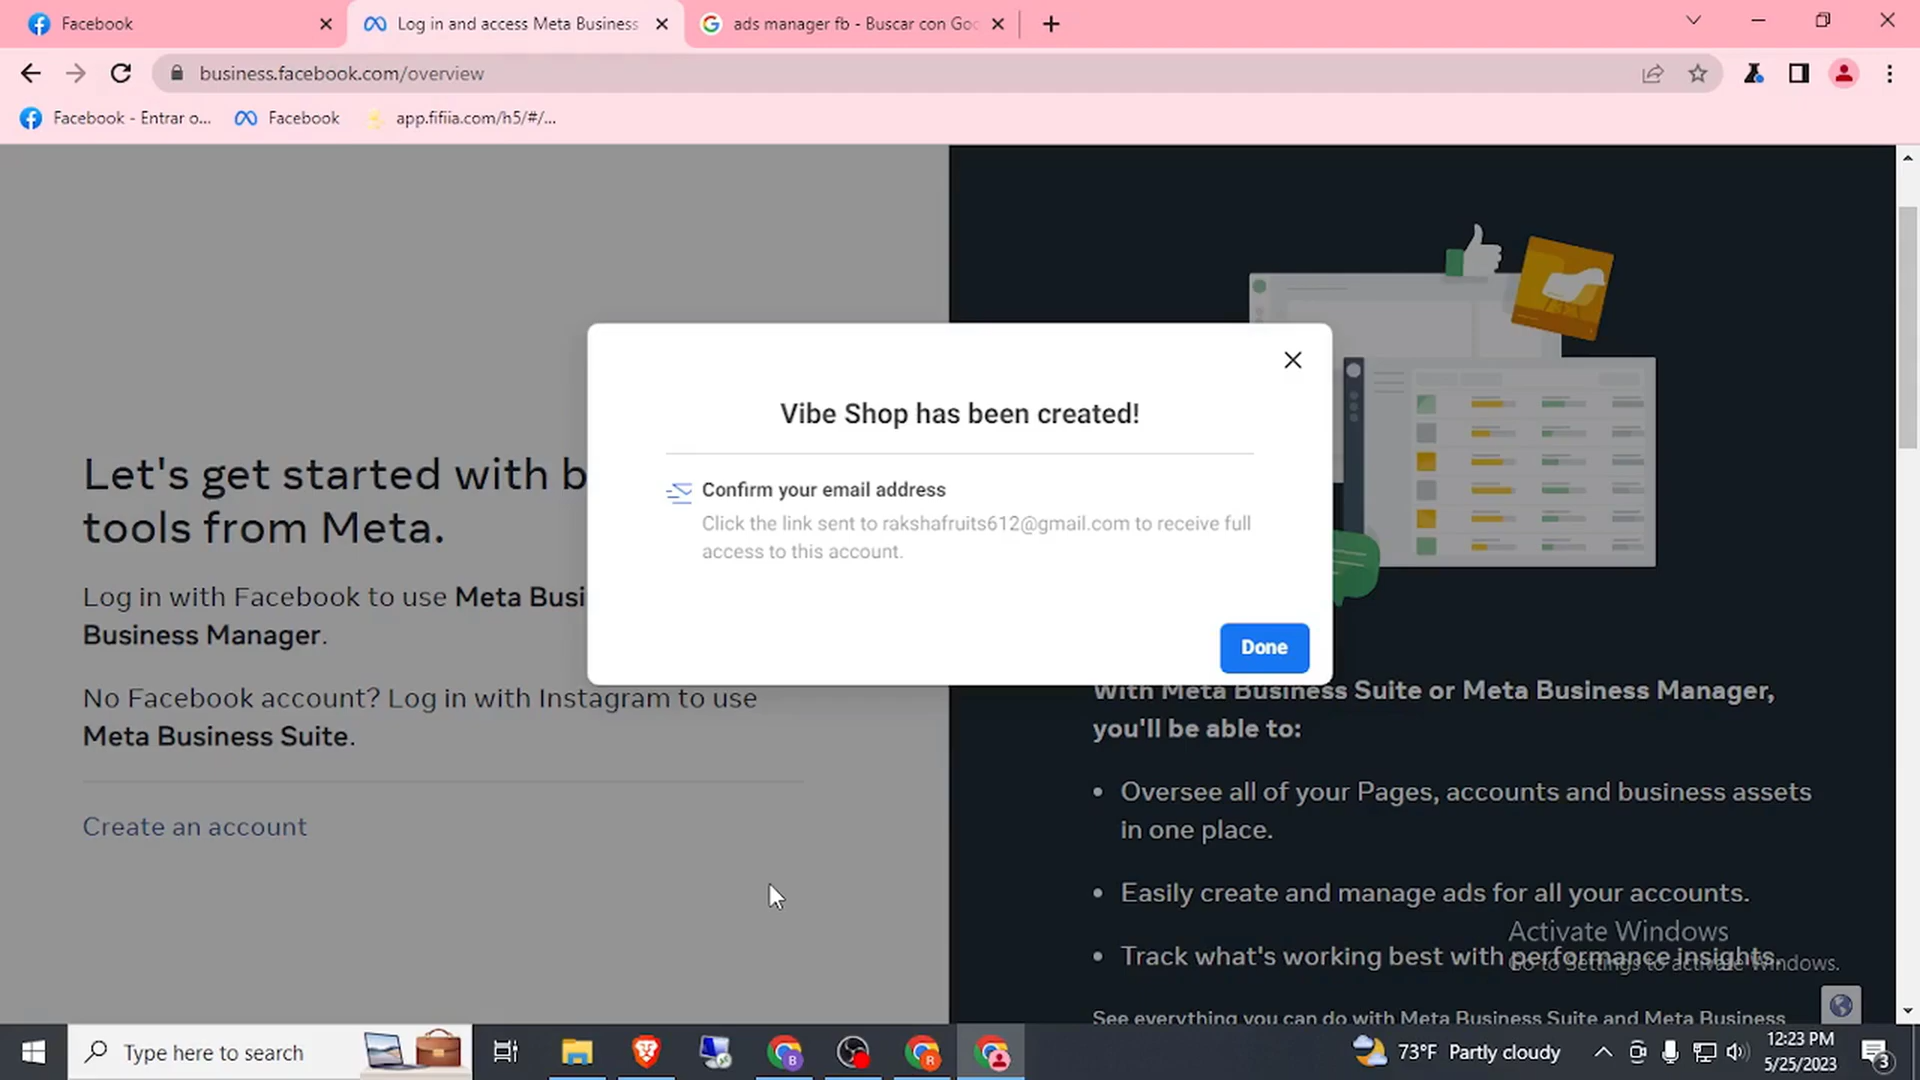 Facebook
Log in and access Meta Business
ads manager fb - Buscar con Goo
business.facebook.com/overview
Facebook - Entrar o...
Facebook
app.fifiia.com/h5/#/...
Vibe Shop has been created!
Confirm your email address
Click the link sent to rakshafruits612@gmail.com to receive full
access to this account.
Done
Let's get started with b
tools from Meta.
Log in with Facebook to use Meta Busi
Business Manager.
No Facebook account? Log in with Instagram to use
Meta Business Suite.
Create an account
With Meta Business Suite or Meta Business Manager,
you'll be able to:
• Oversee all of your Pages, accounts and business assets
in one place.
• Easily create and manage ads for all your accounts.
• Track what's working best with performance insights.
See everything you can do with Meta Business Suite and Meta Business
Activate Windows
Go to Settings to activate Windows.
Type here to search
B
R
73°F Partly cloudy
12:23 PM
5/25/2023
3